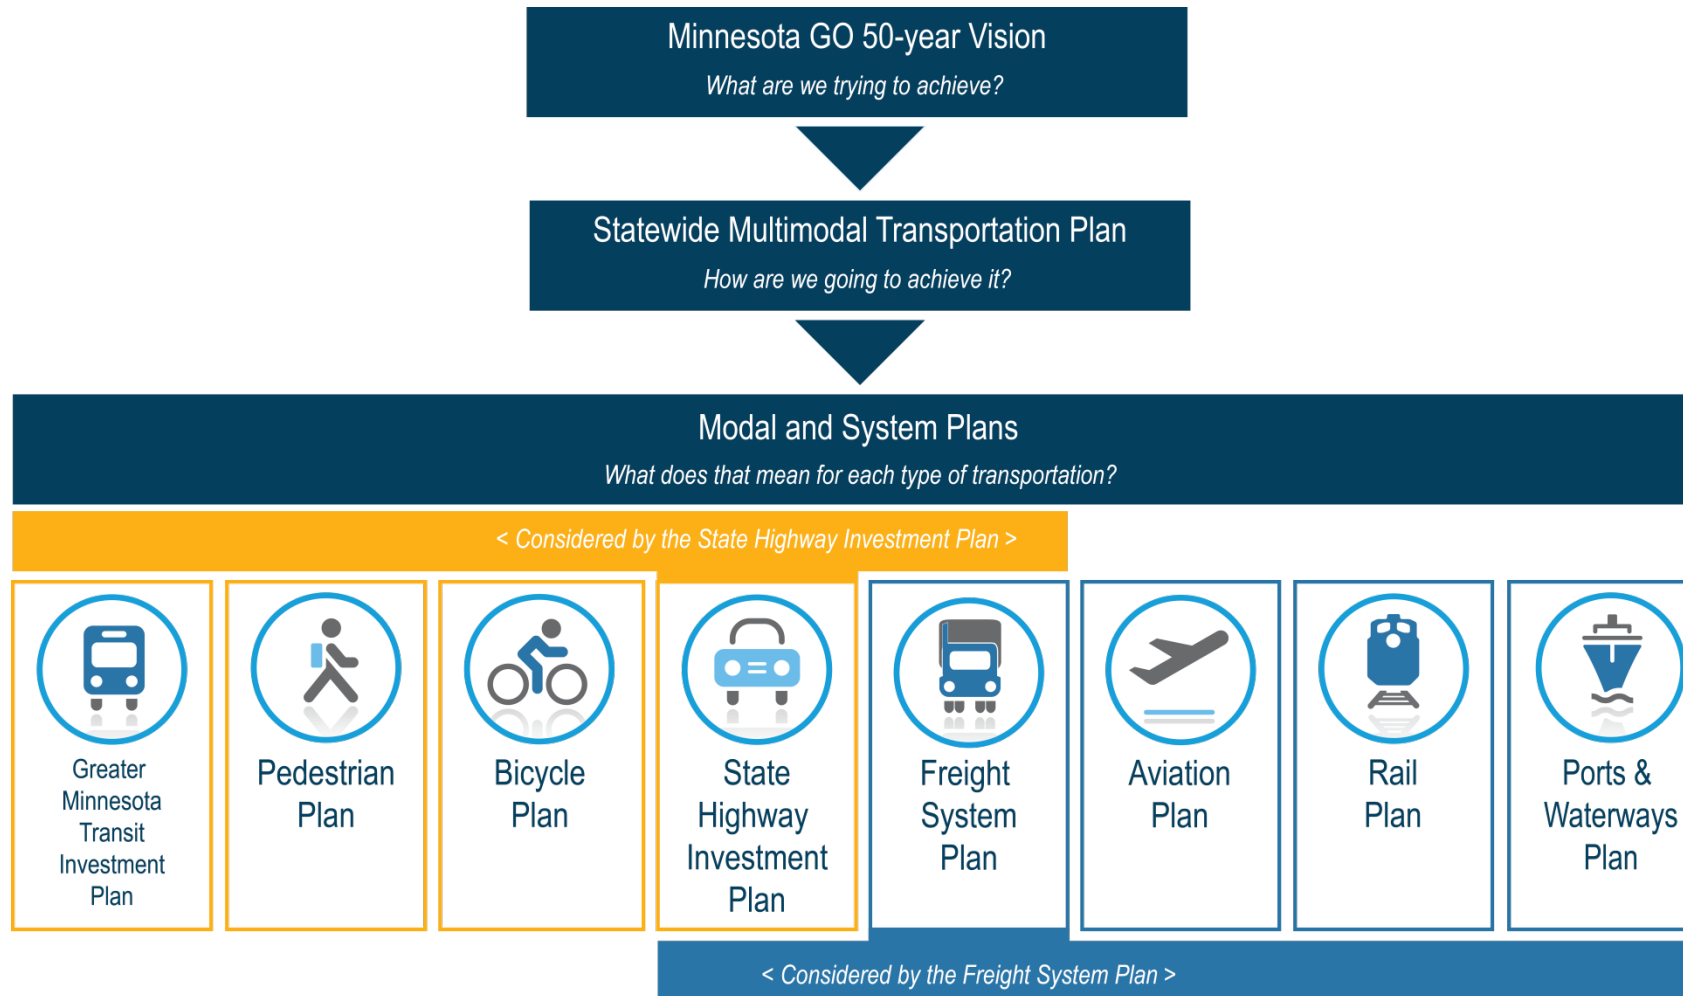 Minnesota GO 50-year Vision
What are we trying to achieve?
Statewide Multimodal Transportation Plan
How are we going to achieve it?
Modal and System Plans
What does that mean for each type of transportation?
< Considered by the State Highway Investment Plan >
Greater
Minnesota
Transit
Investment
Plan
Pedestrian
Plan
Bicycle
Plan
State
Highway
Investment
Plan
Freight
System
Plan
Aviation
Plan
Rail
Plan
Ports &
Waterways
Plan
< Considered by the Freight System Plan >